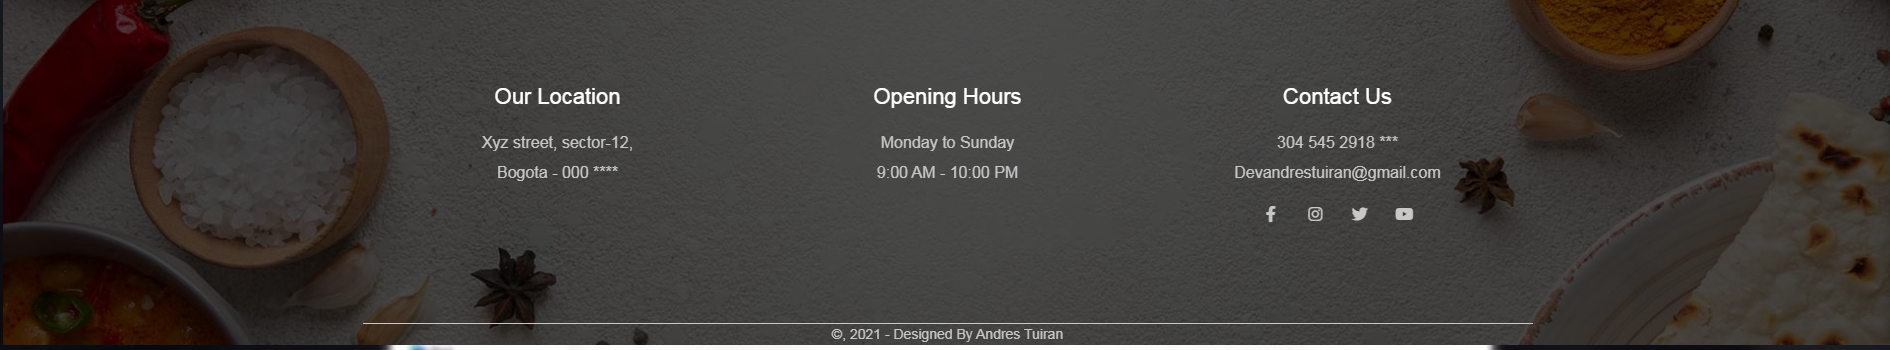 Our Location
Xyz street, sector-12,
Bogota - 000 ****
Opening Hours
Monday to Sunday
9:00 AM - 10:00 PM
Contact Us
304 545 2918 ***
Devandrestuiran@gmail.com
©, 2021 - Designed By Andres Tuiran